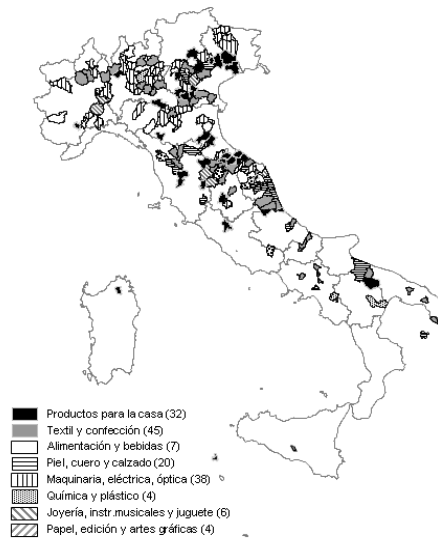 Productos para la casa (32)
Textil y confección (45)
Alimentación y bebidas (7)
Piel, cuero y calzado (20)
Maquinaria, eléctrica, óptica (38)
Química y plástico (4)
Joyería, instr.musicales y juguete (6)
Papel, edición y artes gráficas (4)